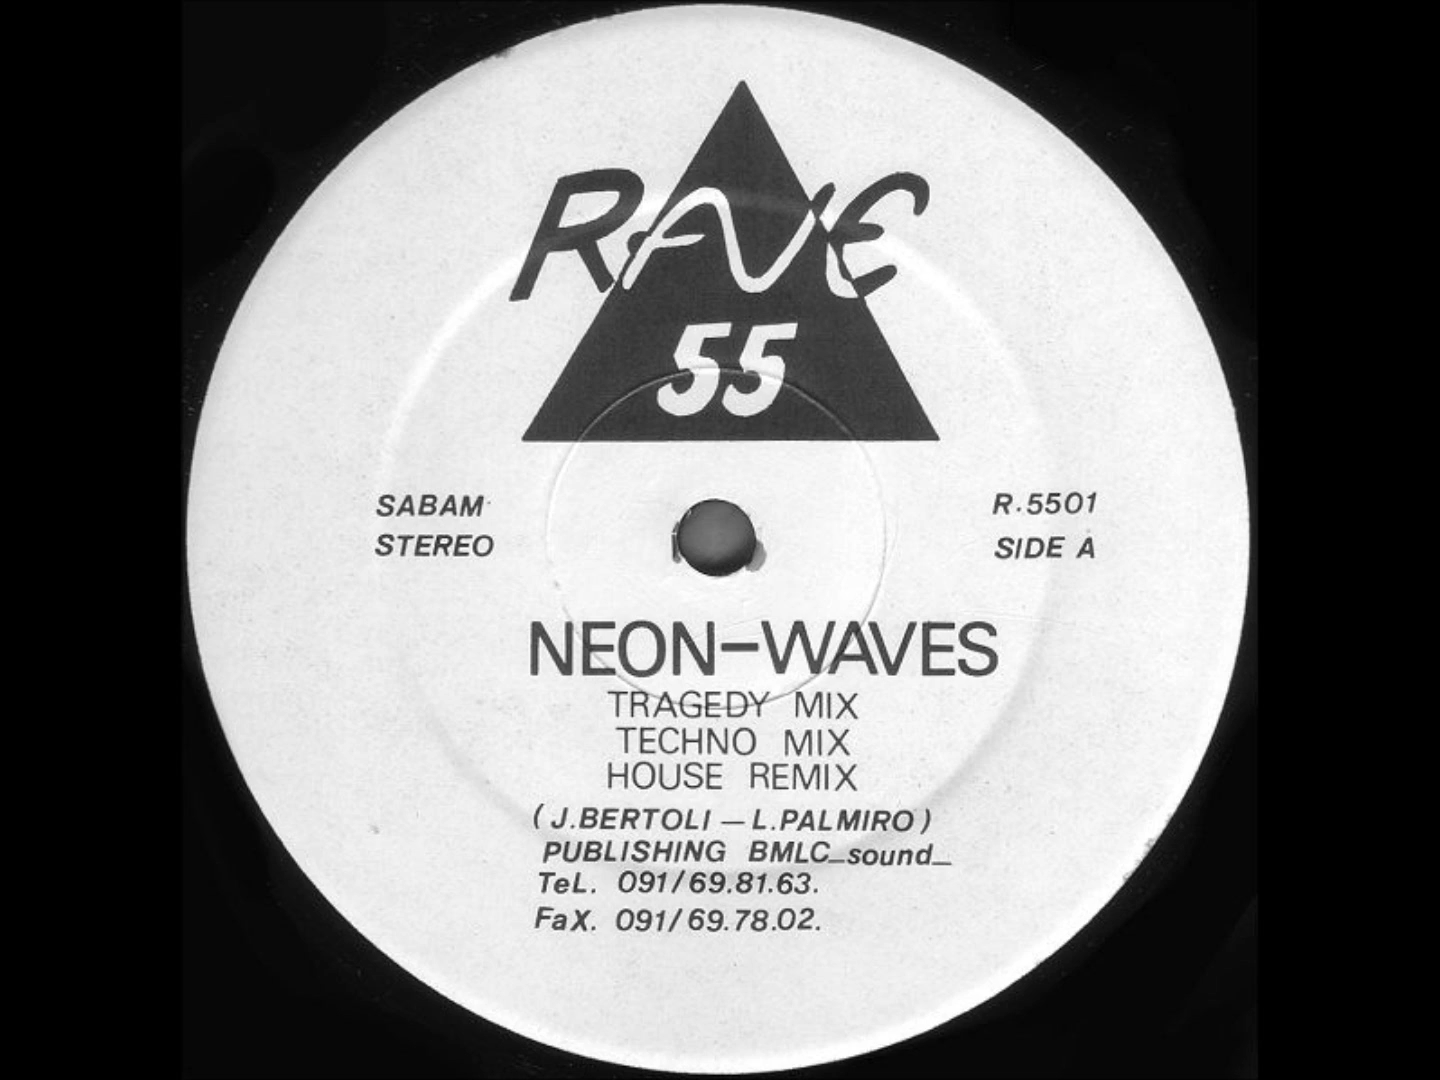 RAVE
55
SABAM
STEREO
R.5501
SIDE A
NEON-WAVES
TRAGEDY MIX
TECHNO MIX
HOUSE REMIX
(J.BERTOLI — L.PALMIRO)
PUBLISHING BMLC_sound_
TeL. 091/69.81.63.
FaX. 091/69.78.02.